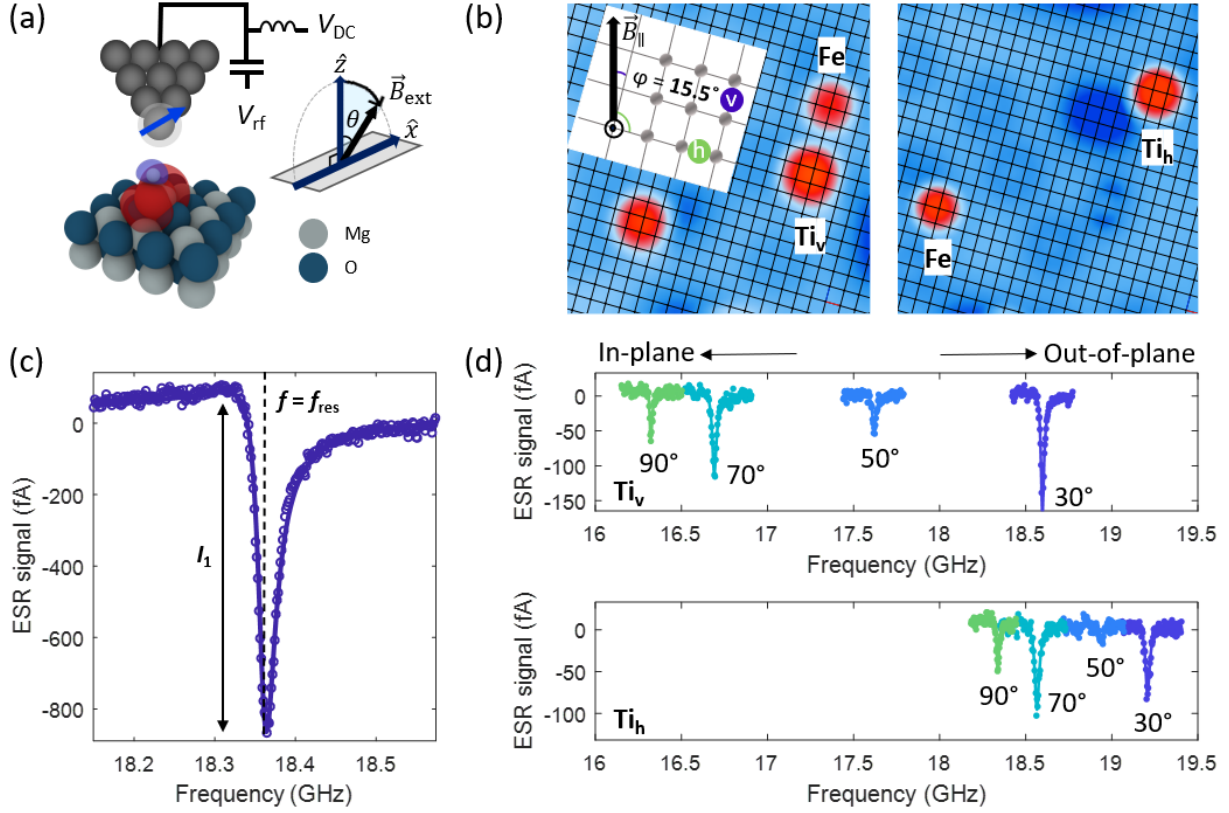 (a)
V_DC
V_rf
ẑ
B⃗_ext
θ
x̂
Mg
O
(b)
B⃗_∥
φ = 15.5°
v
h
Fe
Ti_v
Ti_h
Fe
(c)
f = f_res
I_1
ESR signal (fA)
0
-200
-400
-600
-800
18.2 18.3 18.4 18.5
Frequency (GHz)
(d)
In-plane
Out-of-plane
ESR signal (fA)
0
-50
-100
-150
90°
70°
50°
30°
Ti_v
16 16.5 17 17.5 18 18.5 19 19.5
Frequency (GHz)
ESR signal (fA)
0
-50
-100
90°
70°
50°
30°
Ti_h
16 16.5 17 17.5 18 18.5 19 19.5
Frequency (GHz)